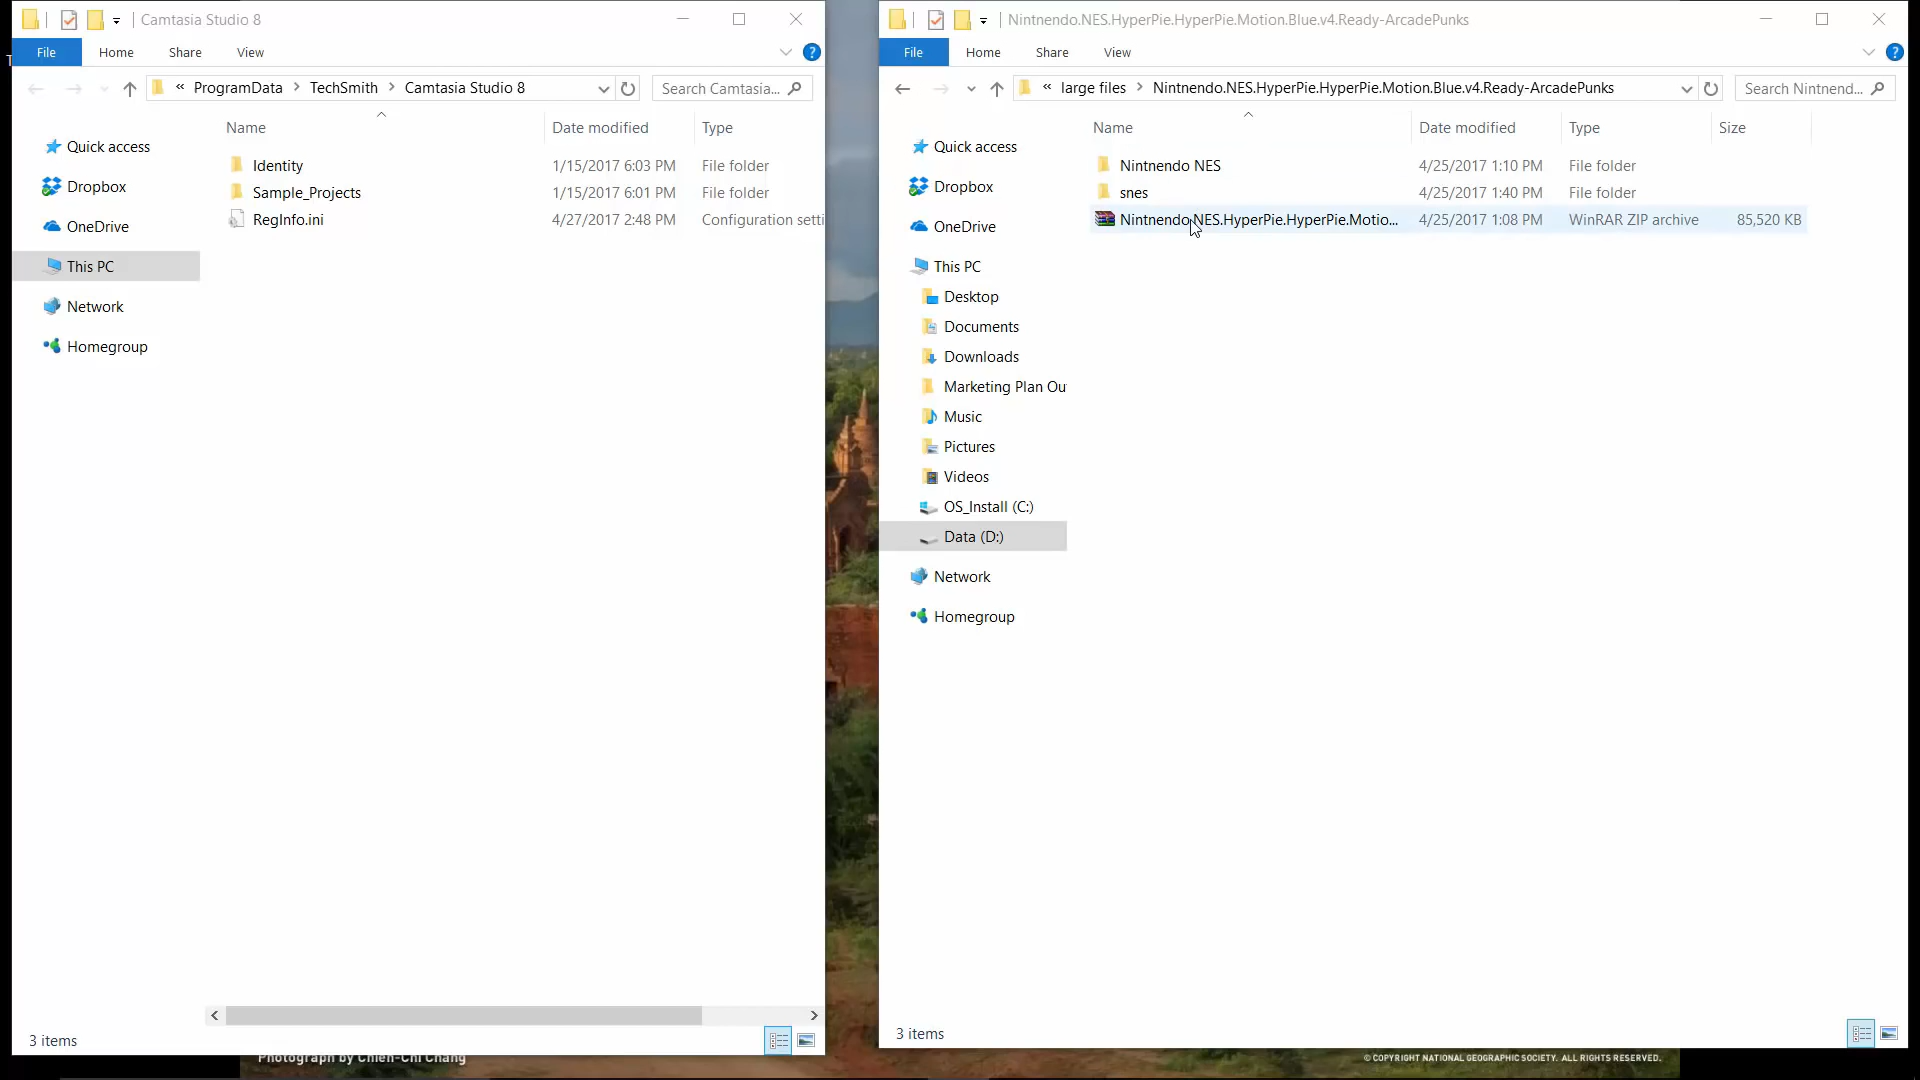 Camtasia Studio 8
File Home Share View
« ProgramData > TechSmith > Camtasia Studio 8
Search Camtasia...
Name Date modified Type
Quick access
Dropbox
OneDrive
This PC
Network
Homegroup
Identity 1/15/2017 6:03 PM File folder
Sample_Projects 1/15/2017 6:01 PM File folder
RegInfo.ini 4/27/2017 2:48 PM Configuration setti
3 items
Nintnendo.NES.HyperPie.HyperPie.Motion.Blue.v4.Ready-ArcadePunks
File Home Share View
« large files > Nintnendo.NES.HyperPie.HyperPie.Motion.Blue.v4.Ready-ArcadePunks
Search Nintnend...
Name Date modified Type Size
Quick access
Dropbox
OneDrive
This PC
Desktop
Documents
Downloads
Marketing Plan Ou
Music
Pictures
Videos
OS_Install (C:)
Data (D:)
Network
Homegroup
Nintnendo NES 4/25/2017 1:10 PM File folder
snes 4/25/2017 1:40 PM File folder
Nintnendo.NES.HyperPie.HyperPie.Motio... 4/25/2017 1:08 PM WinRAR ZIP archive 85,520 KB
3 items
Photograph by Chien-Chi Chang
© COPYRIGHT NATIONAL GEOGRAPHIC SOCIETY. ALL RIGHTS RESERVED.